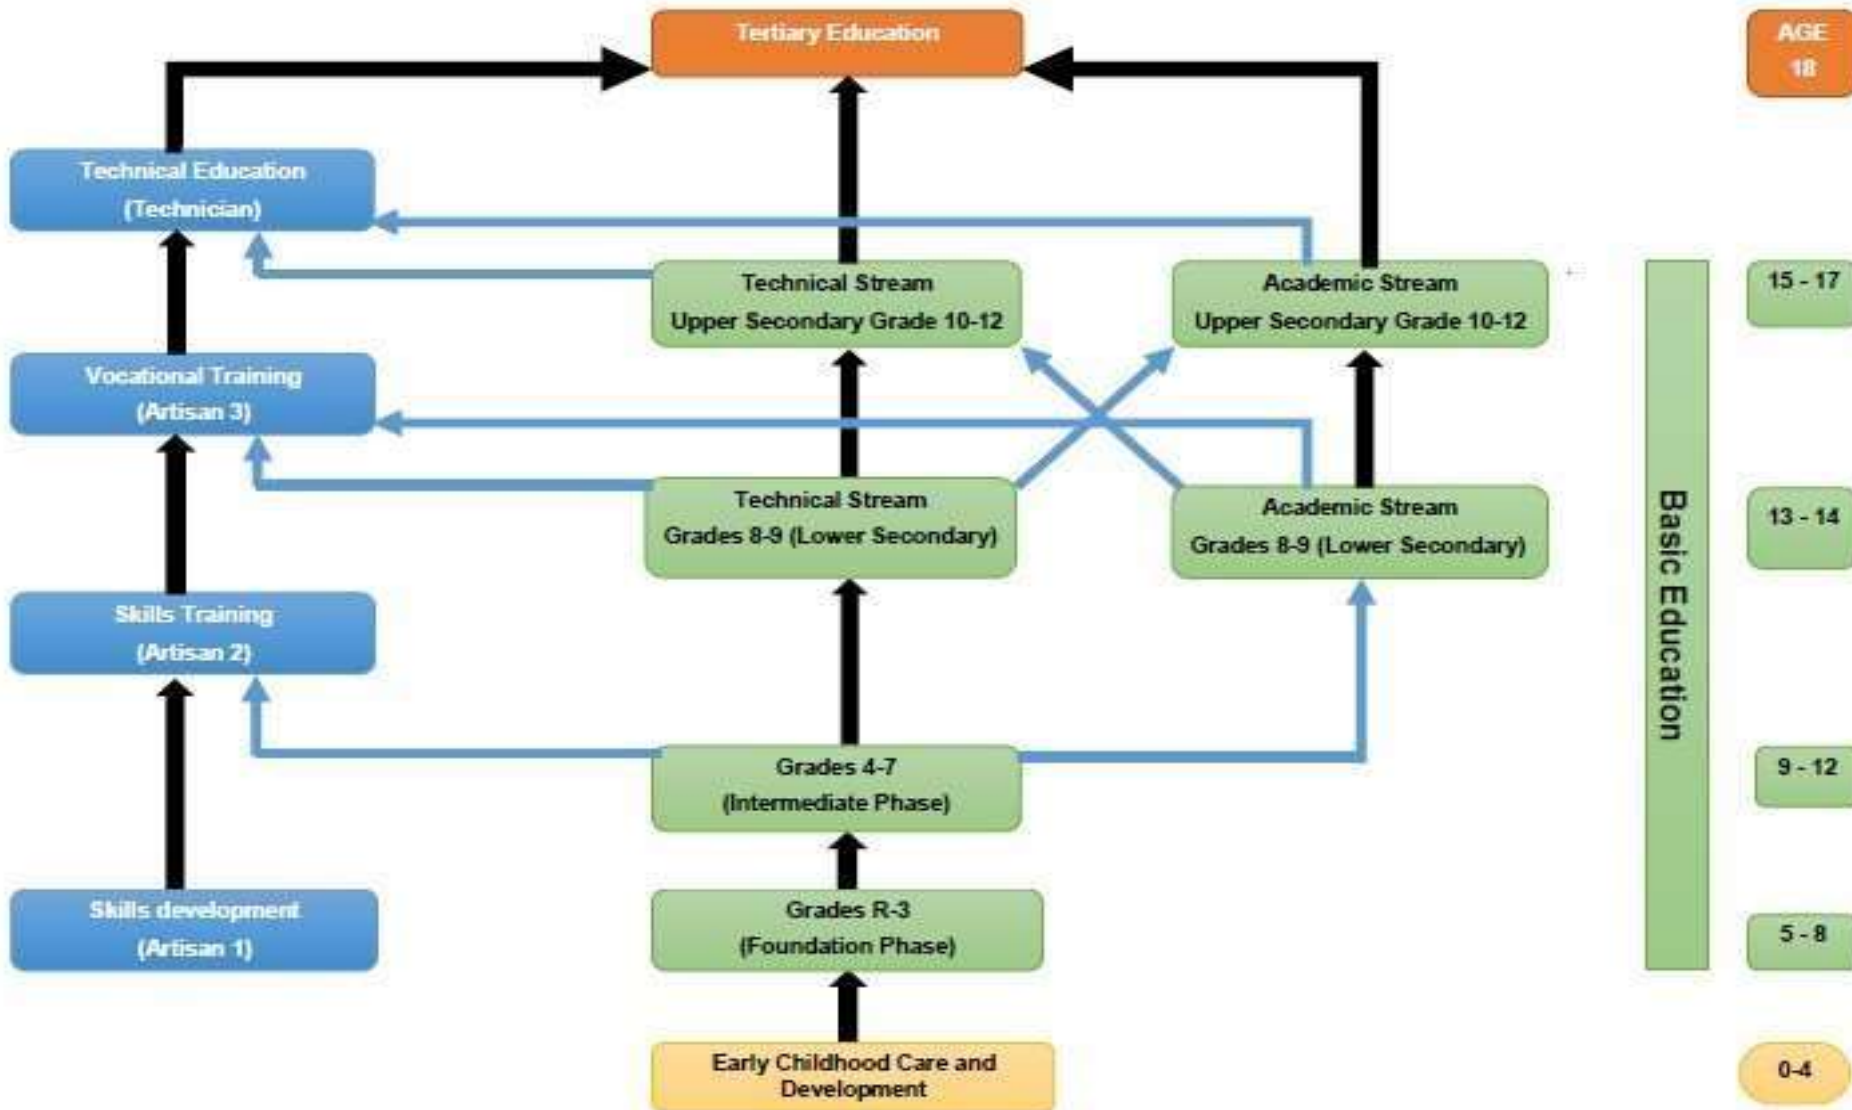 Tertiary Education
AGE
18
Technical Education
(Technician)
Technical Stream
Upper Secondary Grade 10-12
Academic Stream
Upper Secondary Grade 10-12
15 - 17
Vocational Training
(Artisan 3)
Technical Stream
Grades 8-9 (Lower Secondary)
Academic Stream
Grades 8-9 (Lower Secondary)
13 - 14
Basic Education
Skills Training
(Artisan 2)
Grades 4-7
(Intermediate Phase)
9 - 12
Skills development
(Artisan 1)
Grades R-3
(Foundation Phase)
5 - 8
Early Childhood Care and
Development
0-4